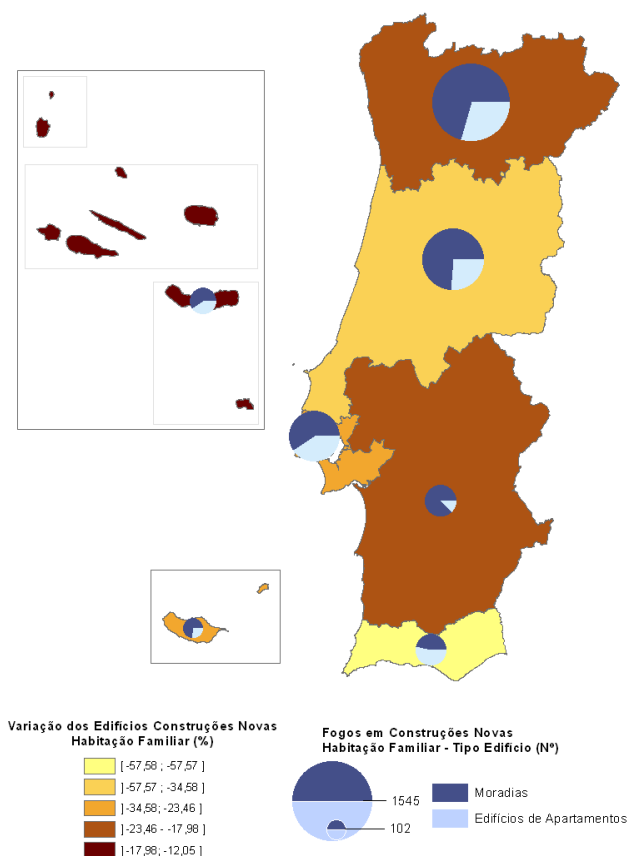 Variação dos Edifícios Construções Novas
Habitação Familiar (%)
[ -57,58 ; -57,57 ]
[ -57,57 ; -34,58 ]
[ -34,58; -23,46 ]
[ -23,46 - -17,98 ]
[ -17,98; -12,05 ]
Fogos em Construções Novas
Habitação Familiar - Tipo Edifício (Nº)
1545
102
Moradias
Edifícios de Apartamentos